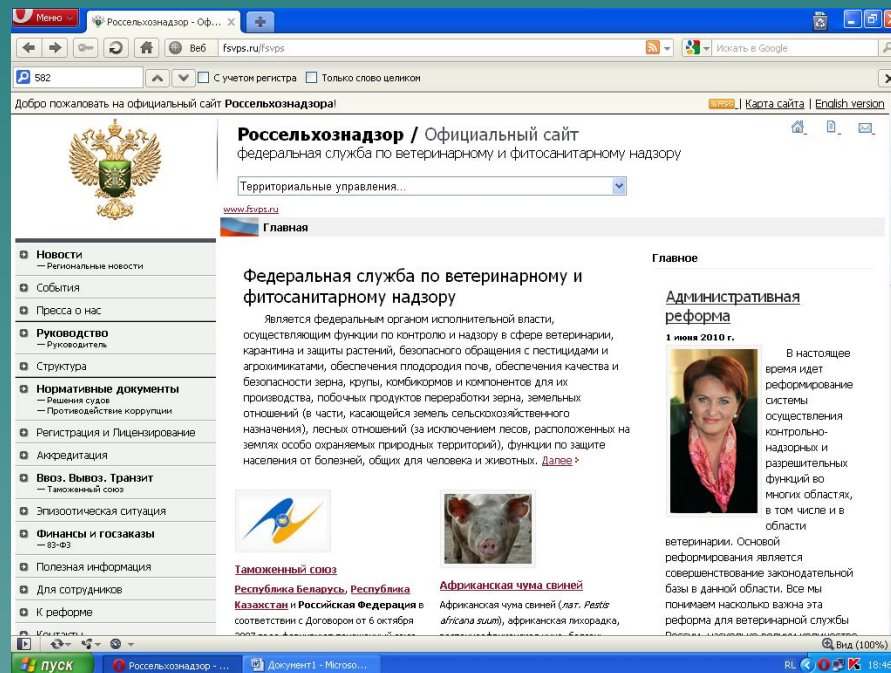 Меню
Россельхознадзор - Оф...
Веб
fsvps.ru/fsvps
Искать в Google
582
С учетом регистра
Только слово целиком
Добро пожаловать на официальный сайт Россельхознадзора!
RSS | Карта сайта | English version
Россельхознадзор / Официальный сайт
федеральная служба по ветеринарному и фитосанитарному надзору
Территориальные управления...
www.fsvps.ru
Главная
Новости
— Региональные новости
События
Пресса о нас
Руководство
— Руководитель
Структура
Нормативные документы
— Решения судов
— Противодействие коррупции
Регистрация и Лицензирование
Аккредитация
Ввоз. Вывоз. Транзит
— Таможенный союз
Эпизоотическая ситуация
Финансы и госзаказы
— 83-ФЗ
Полезная информация
Для сотрудников
К реформе
Контакты
Федеральная служба по ветеринарному и
фитосанитарному надзору
Является федеральным органом исполнительной власти,
осуществляющим функции по контролю и надзору в сфере ветеринарии,
карантина и защиты растений, безопасного обращения с пестицидами и
агрохимикатами, обеспечения плодородия почв, обеспечения качества и
безопасности зерна, крупы, комбикормов и компонентов для их
производства, побочных продуктов переработки зерна, земельных
отношений (в части, касающейся земель сельскохозяйственного
назначения), лесных отношений (за исключением лесов, расположенных на
землях особо охраняемых природных территорий), функции по защите
населения от болезней, общих для человека и животных. Далее
Таможенный союз
Республика Беларусь, Республика
Казахстан и Российская Федерация в
соответствии с Договором от 6 октября
Африканская чума свиней
Африканская чума свиней (лат. Pestis
africana suum), африканская лихорадка,
Главное
Административная
реформа
1 июня 2010 г.
В настоящее
время идет
реформирование
системы
осуществления
контрольно-
надзорных и
разрешительных
функций во
многих областях,
в том числе и в
области
ветеринарии. Основой
реформирования является
совершенствование законодательной
базы в данной области. Все мы
понимаем насколько важна эта
реформа для ветеринарной службы
Вид (100%)
пуск
Россельхознадзор - ...
Документ1 - Microso...
RL
18:46